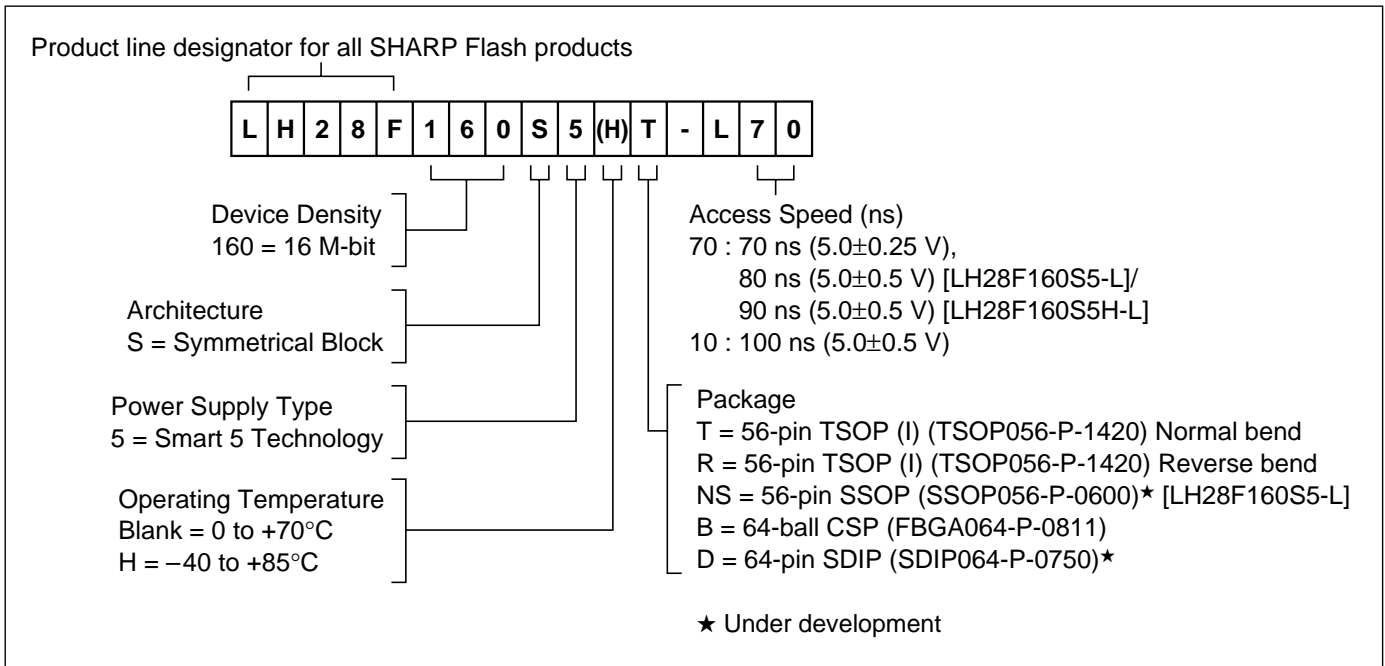 Product line designator for all SHARP Flash products
L H 2 8 F 1 6 0 S 5 (H) T - L 7 0
Device Density
160 = 16 M-bit
Architecture
S = Symmetrical Block
Power Supply Type
5 = Smart 5 Technology
Operating Temperature
Blank = 0 to +70°C
H = −40 to +85°C
Access Speed (ns)
70 : 70 ns (5.0±0.25 V),
80 ns (5.0±0.5 V) [LH28F160S5-L]/
90 ns (5.0±0.5 V) [LH28F160S5H-L]
10 : 100 ns (5.0±0.5 V)
Package
T = 56-pin TSOP (I) (TSOP056-P-1420) Normal bend
R = 56-pin TSOP (I) (TSOP056-P-1420) Reverse bend
NS = 56-pin SSOP (SSOP056-P-0600)★ [LH28F160S5-L]
B = 64-ball CSP (FBGA064-P-0811)
D = 64-pin SDIP (SDIP064-P-0750)★
★ Under development